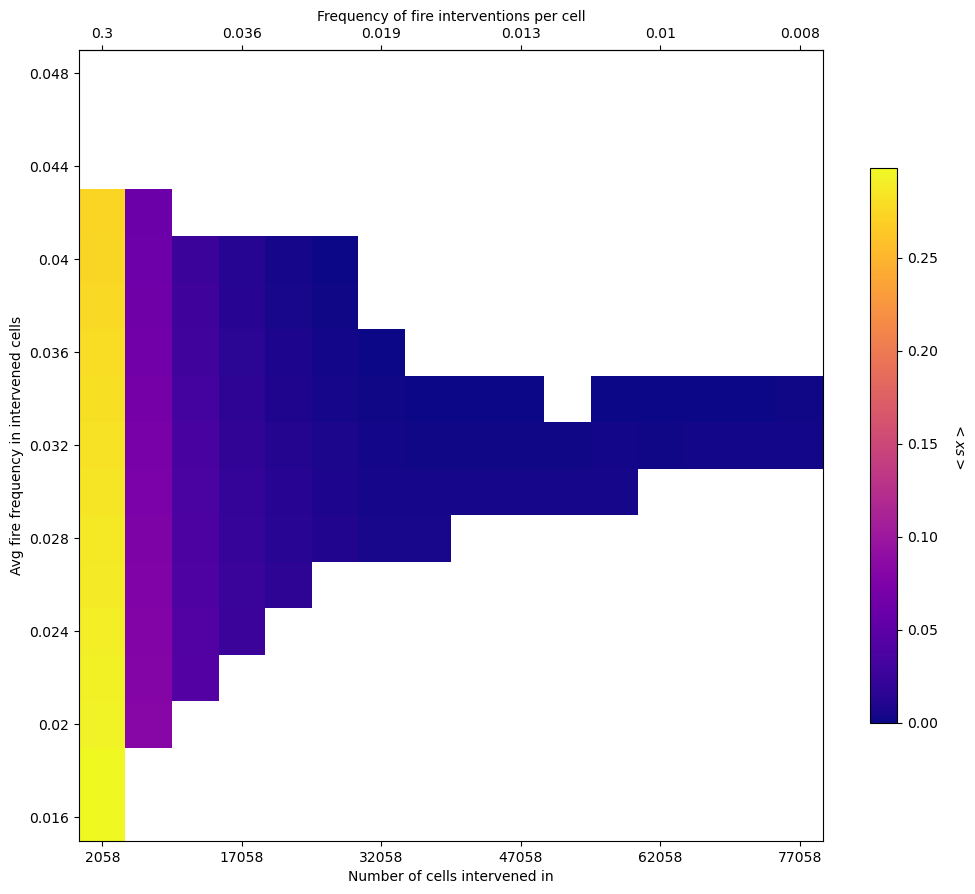 Frequency of fire interventions per cell
0.3 0.036 0.019 0.013 0.01 0.008
0.048
0.044
0.04
0.036
0.032
0.028
0.024
0.02
0.016
Avg fire frequency in intervened cells
2058 17058 32058 47058 62058 77058
Number of cells intervened in
0.25
0.20
0.15
0.10
0.05
0.00
< sx >